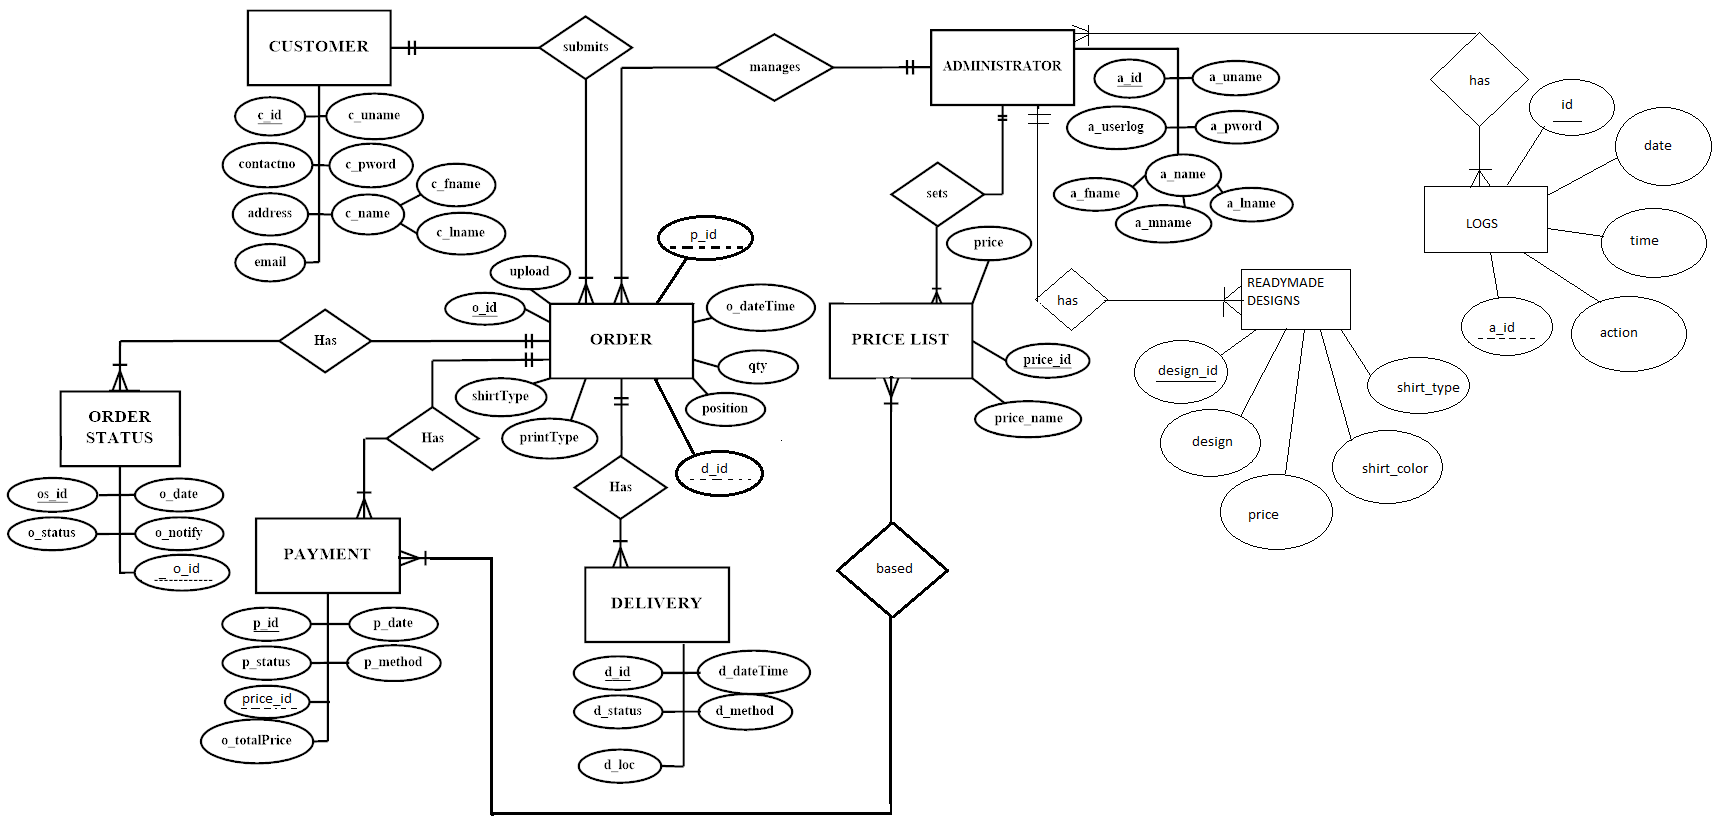 CUSTOMER
submits
manages
ADMINISTRATOR
has
c_id
c_uname
contactno
c_pword
address
c_name
c_fname
c_lname
email
a_id
a_uname
a_userlog
a_pword
a_name
a_fname
a_mname
a_lname
id
date
LOGS
time
a_id
action
sets
price
has
READYMADE
DESIGNS
design_id
shirt_type
design
shirt_color
price
upload
p_id
o_id
o_dateTime
ORDER
qty
shirtType
position
printType
d_id
PRICE LIST
price_id
price_name
Has
ORDER
STATUS
os_id
o_date
o_status
o_notify
o_id
Has
Has
based
PAYMENT
p_id
p_date
p_status
p_method
price_id
o_totalPrice
DELIVERY
d_id
d_dateTime
d_status
d_method
d_loc